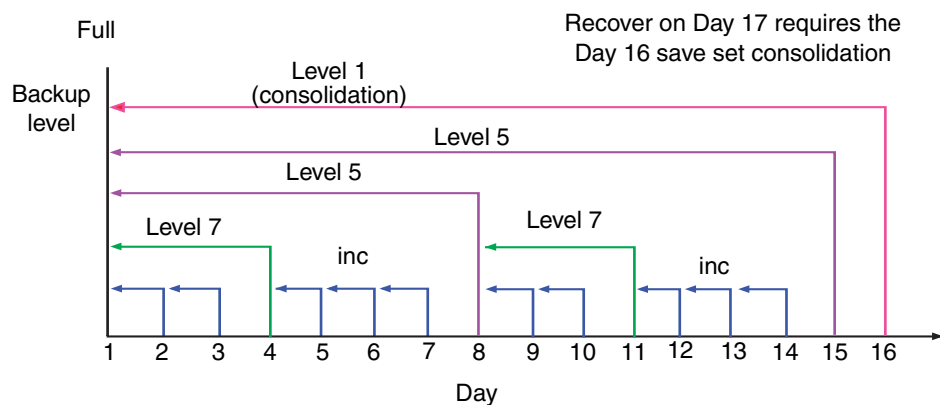 Full
Recover on Day 17 requires the
Day 16 save set consolidation
Backup
level
Level 1
(consolidation)
Level 5
Level 5
Level 7
Level 7
inc
inc
1 2 3 4 5 6 7 8 9 10 11 12 13 14 15 16
Day